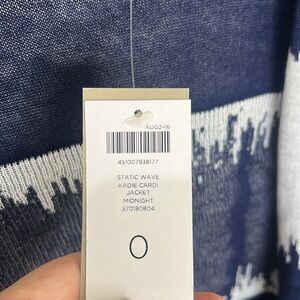 AUG2-16
451007938177
STATIC WAVE
KADIE CARDI
JACKET
MIDNIGHT
570180804
0